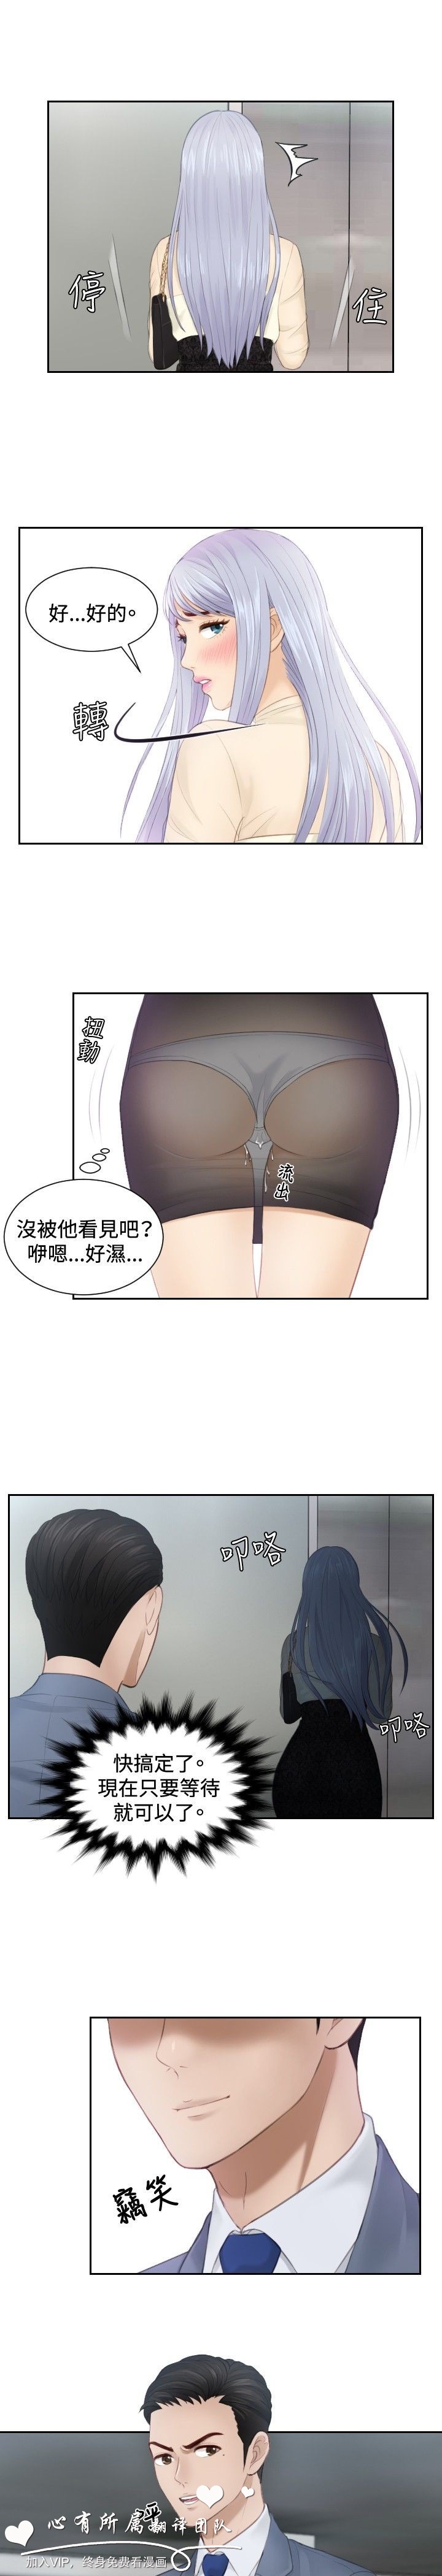 停
住
好...好的。
轉
扭動
流出
沒被他看見吧?
咿嗯...好濕...
叩咯
叩咯
快搞定了。
現在只要等待
就可以了。
竊笑
心有所属翻译团队
加入VIP，终身免费看漫画